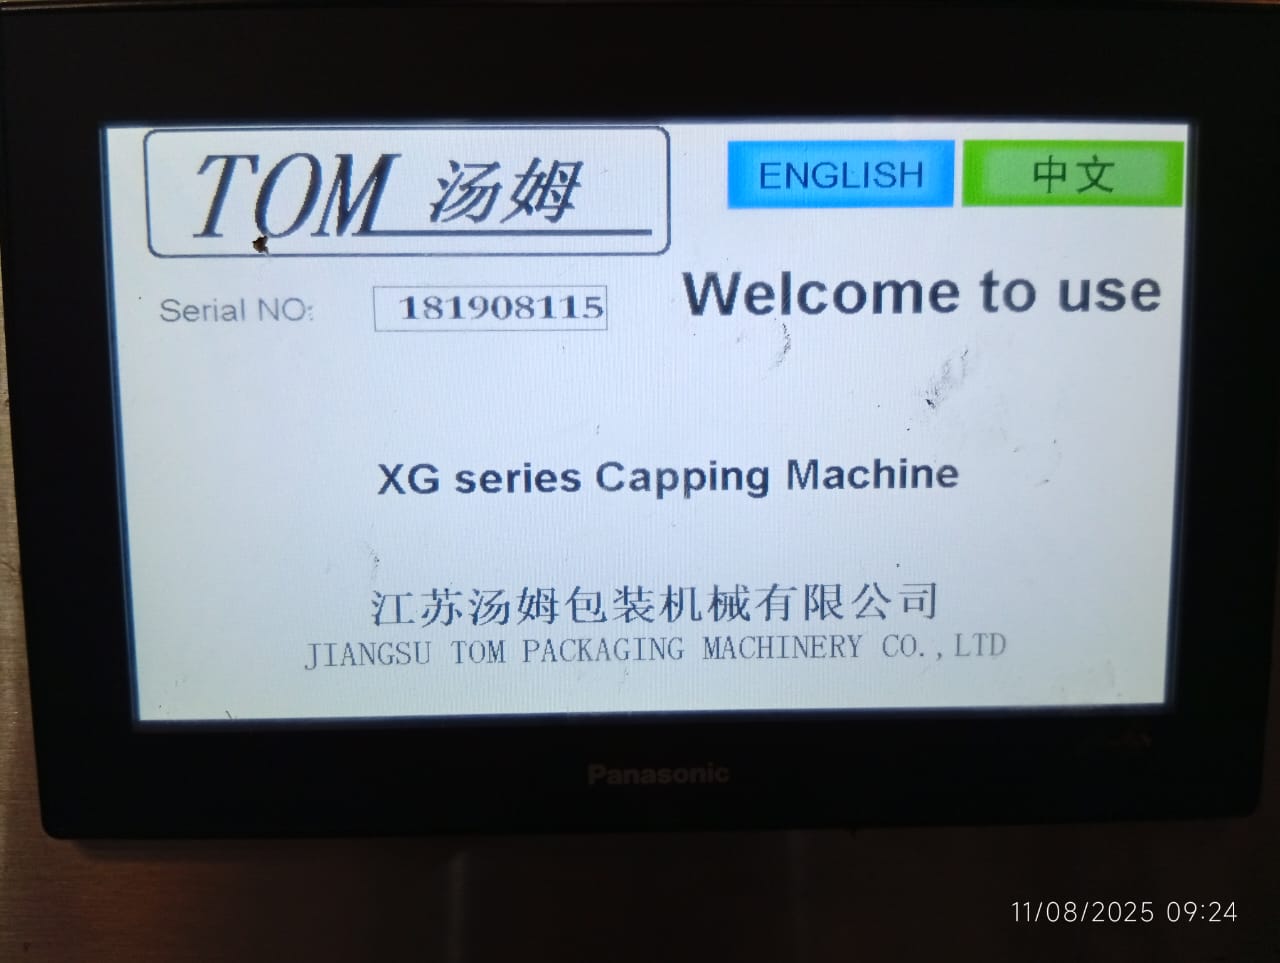 TOM 汤姆
ENGLISH
中文
Serial NO:
181908115
Welcome to use
XG series Capping Machine
江苏汤姆包装机械有限公司
JIANGSU TOM PACKAGING MACHINERY CO.,LTD
Panasonic
11/08/2025 09:24